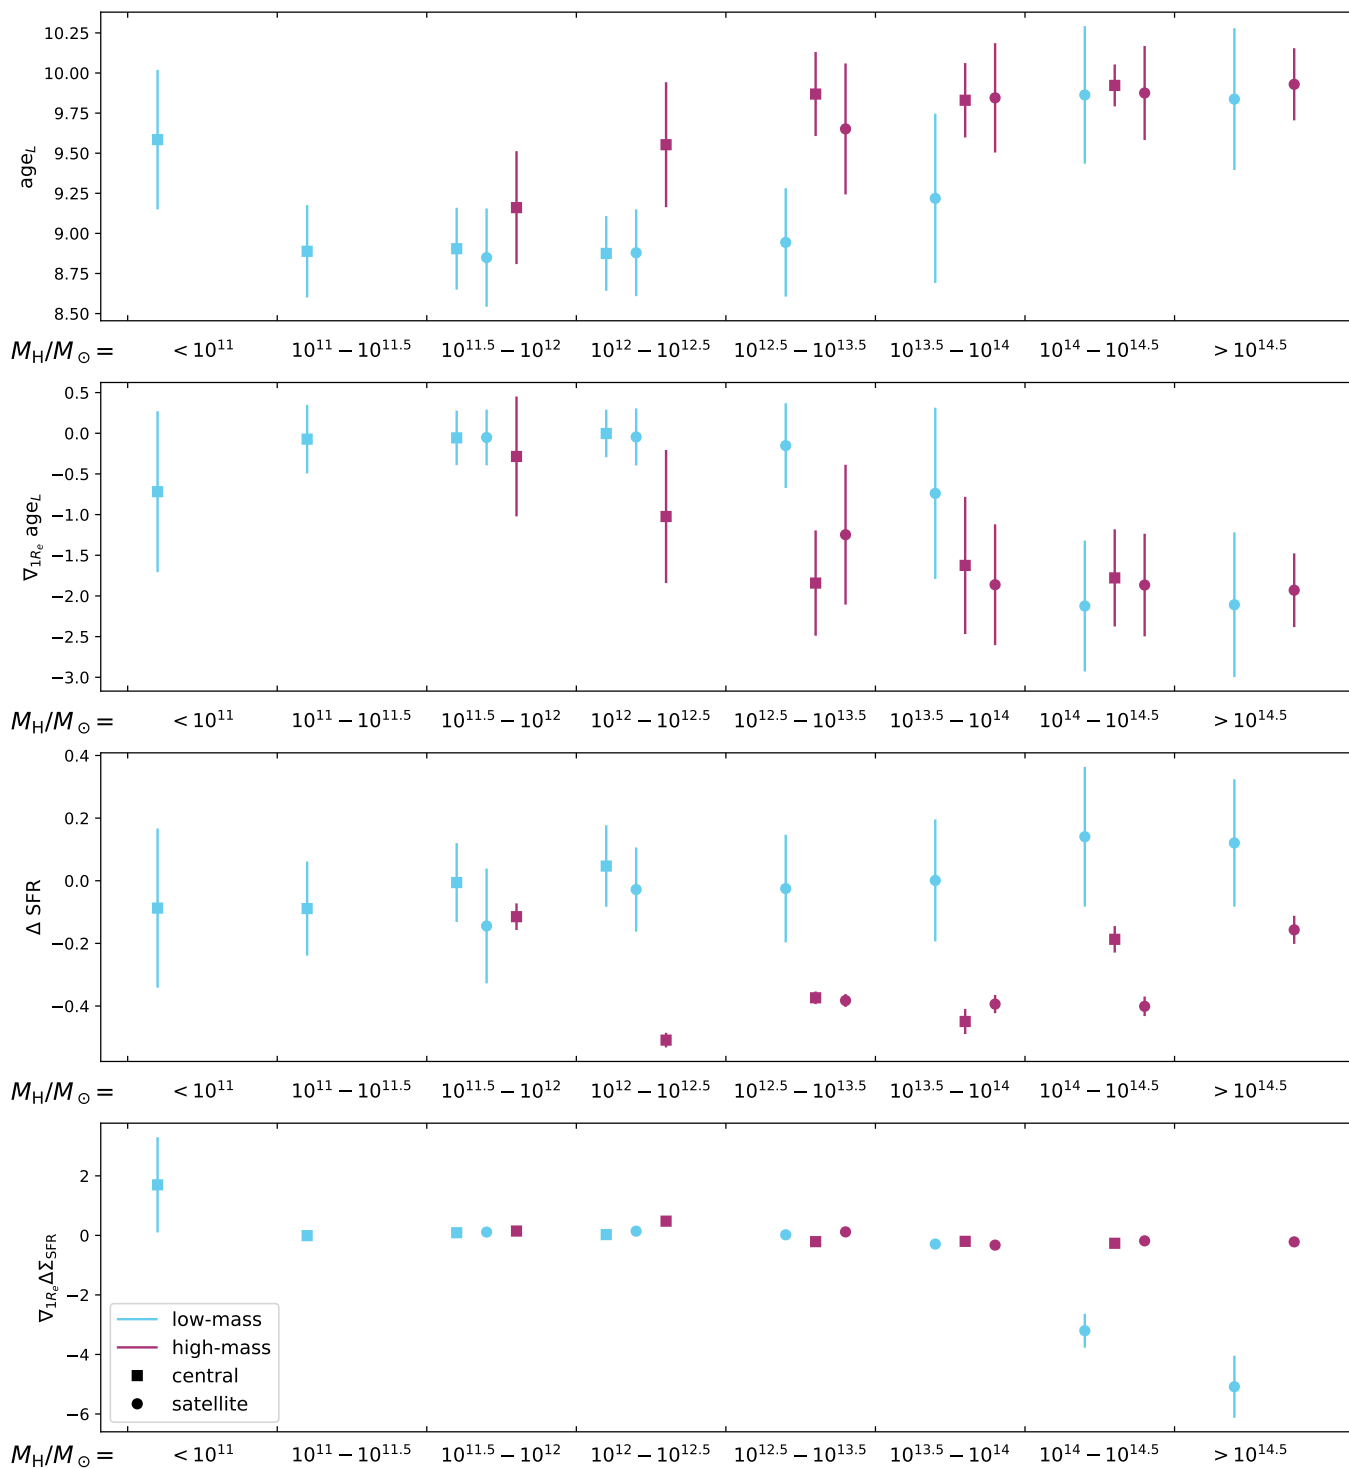 10.25
10.00
9.75
9.50
9.25
9.00
8.75
8.50
age_L
M_H/M_⊙ = < 10^11 10^11 − 10^11.5 10^11.5 − 10^12 10^12 − 10^12.5 10^12.5 − 10^13.5 10^13.5 − 10^14 10^14 − 10^14.5 > 10^14.5
0.5
0.0
−0.5
−1.0
−1.5
−2.0
−2.5
−3.0
∇_1R_e age_L
M_H/M_⊙ = < 10^11 10^11 − 10^11.5 10^11.5 − 10^12 10^12 − 10^12.5 10^12.5 − 10^13.5 10^13.5 − 10^14 10^14 − 10^14.5 > 10^14.5
0.4
0.2
0.0
−0.2
−0.4
Δ SFR
M_H/M_⊙ = < 10^11 10^11 − 10^11.5 10^11.5 − 10^12 10^12 − 10^12.5 10^12.5 − 10^13.5 10^13.5 − 10^14 10^14 − 10^14.5 > 10^14.5
2
0
−2
−4
−6
∇_1R_e ΔΣ_SFR
low-mass
high-mass
central
satellite
M_H/M_⊙ = < 10^11 10^11 − 10^11.5 10^11.5 − 10^12 10^12 − 10^12.5 10^12.5 − 10^13.5 10^13.5 − 10^14 10^14 − 10^14.5 > 10^14.5